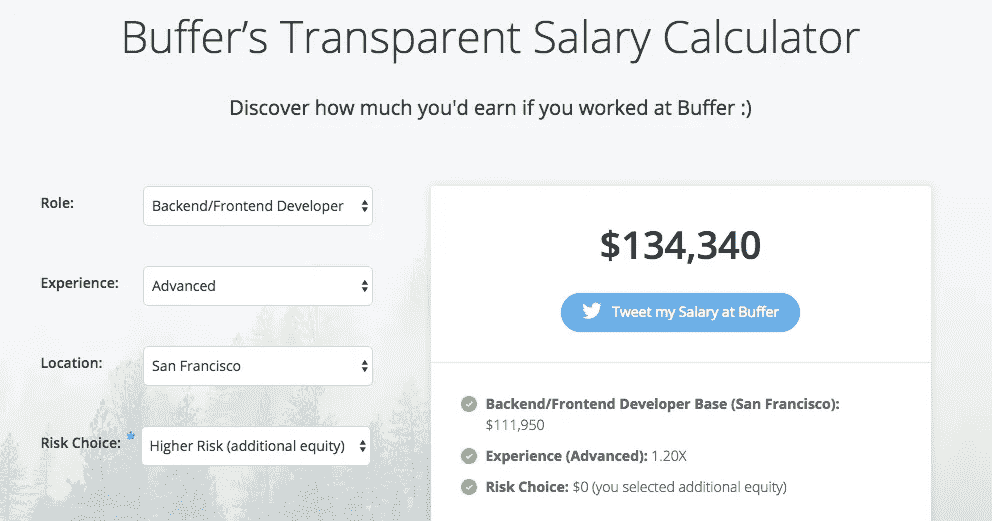 Buffer’s Transparent Salary Calculator
Discover how much you'd earn if you worked at Buffer :)
Role:
Backend/Frontend Developer
Experience:
Advanced
Location:
San Francisco
Risk Choice: *
Higher Risk (additional equity)
$134,340
Tweet my Salary at Buffer
Backend/Frontend Developer Base (San Francisco):
$111,950
Experience (Advanced): 1.20X
Risk Choice: $0 (you selected additional equity)